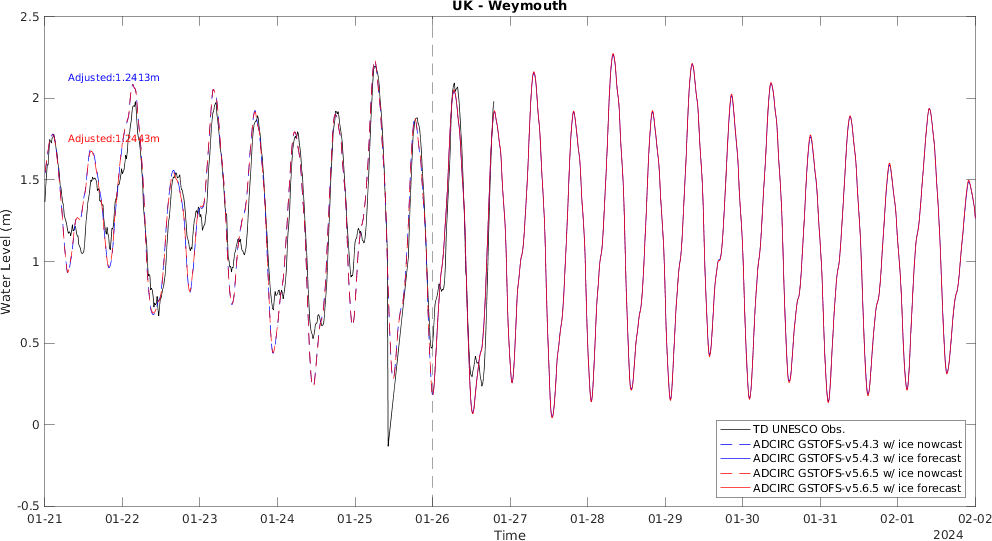 UK - Weymouth
2.5
2
1.5
1
0.5
0
-0.5
Water Level (m)
Adjusted:1.2413m
Adjusted:1.2443m
TD UNESCO Obs.
ADCIRC GSTOFS-v5.4.3 w/ ice nowcast
ADCIRC GSTOFS-v5.4.3 w/ ice forecast
ADCIRC GSTOFS-v5.6.5 w/ ice nowcast
ADCIRC GSTOFS-v5.6.5 w/ ice forecast
01-21 01-22 01-23 01-24 01-25 01-26 01-27 01-28 01-29 01-30 01-31 02-01 02-02
Time
2024